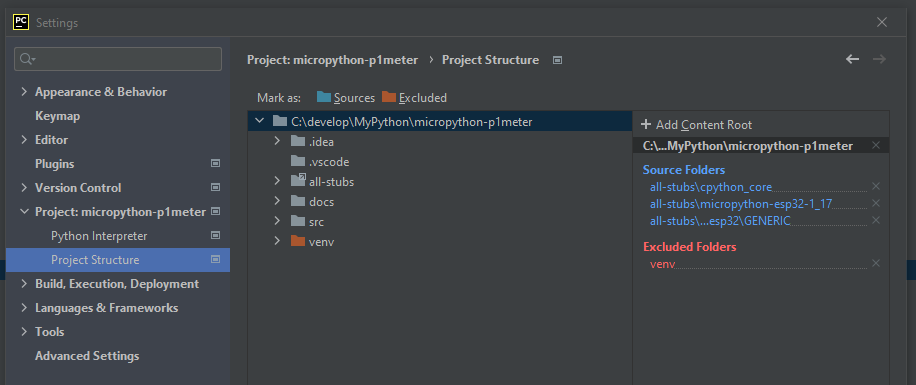 PC
Settings
Project: micropython-p1meter › Project Structure
Appearance & Behavior
Keymap
Editor
Plugins
Version Control
Project: micropython-p1meter
Python Interpreter
Project Structure
Build, Execution, Deployment
Languages & Frameworks
Tools
Advanced Settings
Mark as: Sources Excluded
C:\develop\MyPython\micropython-p1meter
.idea
.vscode
all-stubs
docs
src
venv
+ Add Content Root
C:\...MyPython\micropython-p1meter
Source Folders
all-stubs\cpython_core
all-stubs\micropython-esp32-1_17
all-stubs\...esp32\GENERIC
Excluded Folders
venv